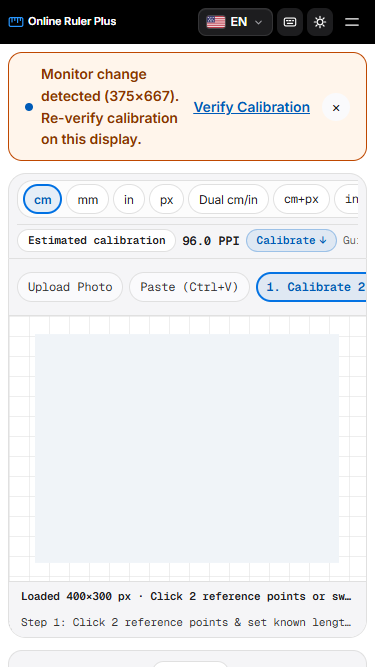 Online Ruler Plus
EN
Monitor change
detected (375×667).
Re-verify calibration
on this display.
Verify Calibration
×
cm mm in px Dual cm/in cm+px in
Estimated calibration 96.0 PPI Calibrate ↓ Gu
Upload Photo Paste (Ctrl+V) 1. Calibrate 2
Loaded 400×300 px · Click 2 reference points or sw…
Step 1: Click 2 reference points & set known lengt…